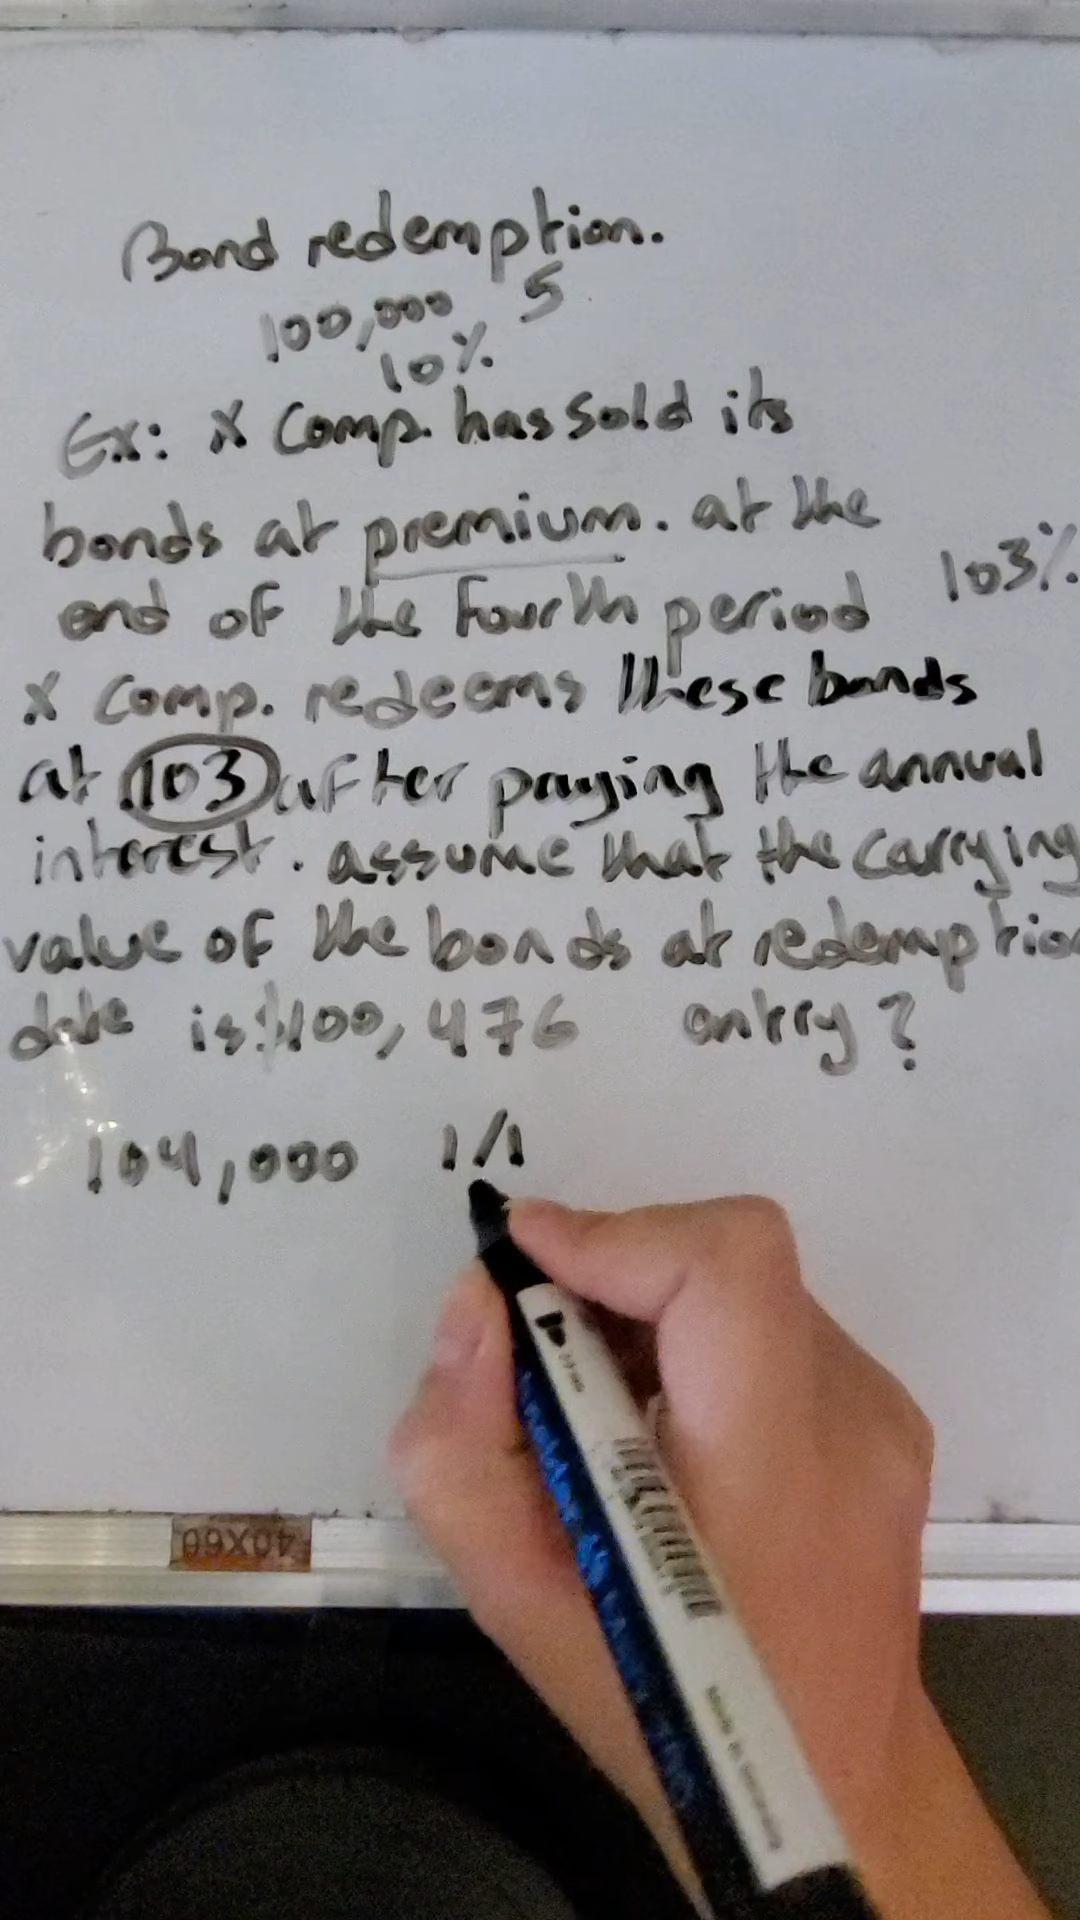 Bond redemption.
100,000 5
10%
Ex: X Comp. has sold its
bonds at premium. at the
end of the fourth period 103%
X Comp. redeems these bonds
at 103 after paying the annual
interest. assume that the carrying
value of the bonds at redemption
date is $100,476 entry?
104,000 1/1
40X60